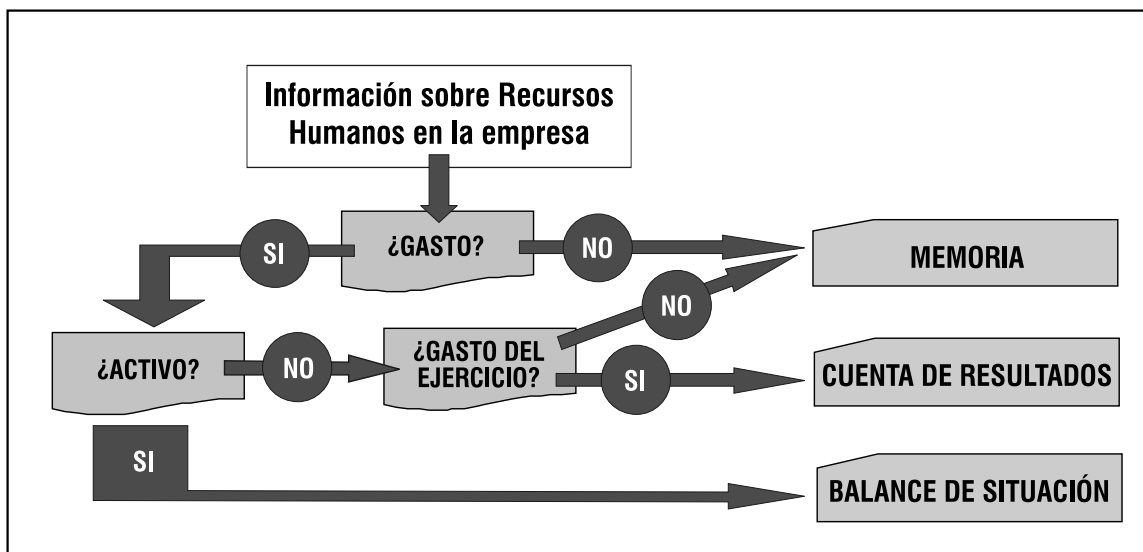 Información sobre Recursos
Humanos en la empresa
SI
¿GASTO?
NO
MEMORIA
NO
¿ACTIVO?
NO
¿GASTO DEL
EJERCICIO?
SI
CUENTA DE RESULTADOS
SI
BALANCE DE SITUACIÓN